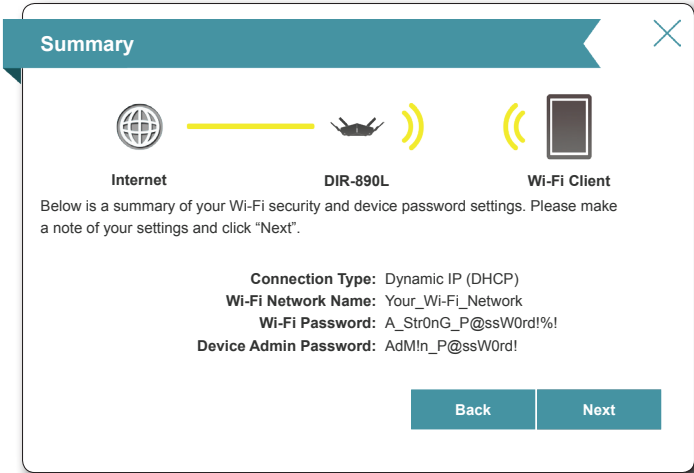 Summary
Internet DIR-890L Wi-Fi Client
Below is a summary of your Wi-Fi security and device password settings. Please make
a note of your settings and click “Next”.
Connection Type: Dynamic IP (DHCP)
Wi-Fi Network Name: Your_Wi-Fi_Network
Wi-Fi Password: A_Str0nG_P@ssW0rd!%!
Device Admin Password: AdM!n_P@ssW0rd!
Back Next